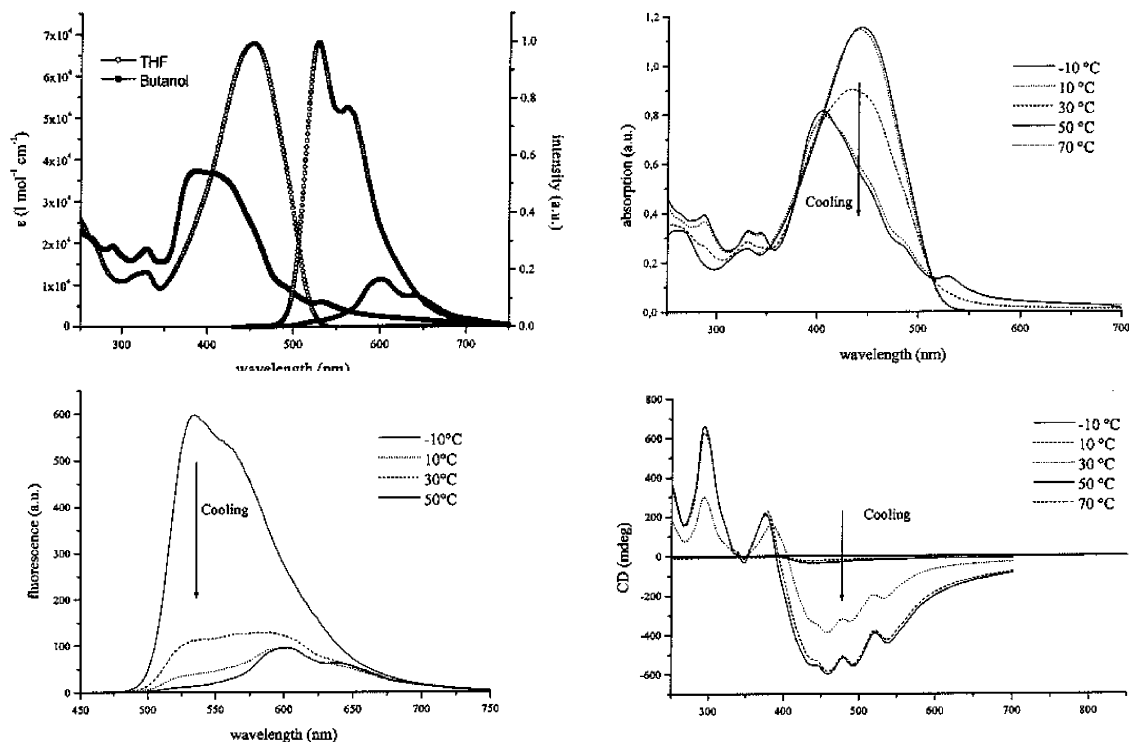 7x10⁴
6x10⁴
5x10⁴
4x10⁴
3x10⁴
2x10⁴
1x10⁴
0
ε (l mol⁻¹ cm⁻¹)
THF
Butanol
1.0
0.8
0.6
0.4
0.2
0.0
intensity (a.u.)
300 400 500 600 700
wavelength (nm)
1,2
1,0
0,8
0,6
0,4
0,2
0,0
absorption (a.u.)
-10 °C
10 °C
30 °C
50 °C
70 °C
Cooling
300 400 500 600 700
wavelength (nm)
600
500
400
300
200
100
0
fluorescence (a.u.)
-10°C
10°C
30°C
50°C
Cooling
450 500 550 600 650 700 750
wavelength (nm)
800
600
400
200
0
-200
-400
-600
CD (mdeg)
-10 °C
10 °C
30 °C
50 °C
70 °C
Cooling
300 400 500 600 700 800
wavelength (nm)